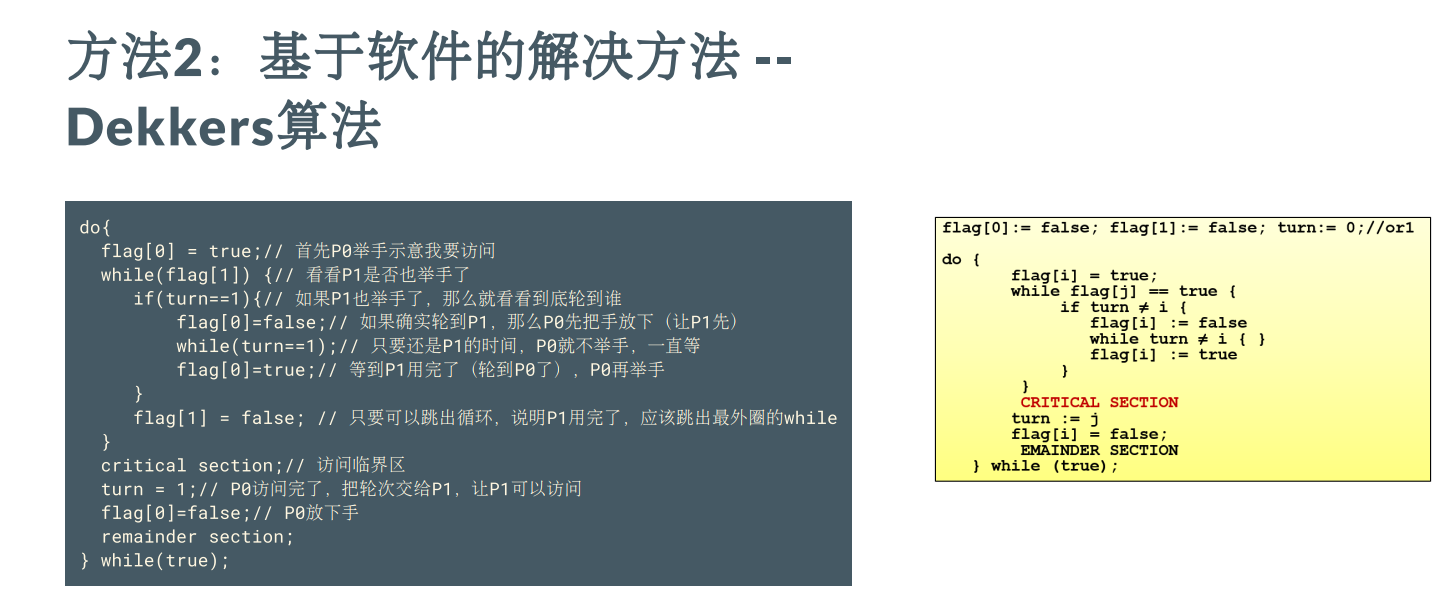 方法2：基于软件的解决方法 --
Dekkers算法
do{
flag[0] = true;// 首先P0举手示意我要访问
while(flag[1]) {// 看看P1是否也举手了
if(turn==1){// 如果P1也举手了，那么就看看到底轮到谁
flag[0]=false;// 如果确实轮到P1，那么P0先把手放下（让P1先）
while(turn==1);// 只要还是P1的时间，P0就不举手，一直等
flag[0]=true;// 等到P1用完了（轮到P0了），P0再举手
}
flag[1] = false; // 只要可以跳出循环，说明P1用完了，应该跳出最外圈的while
}
critical section;// 访问临界区
turn = 1;// P0访问完了，把轮次交给P1，让P1可以访问
flag[0]=false;// P0放下手
remainder section;
} while(true);
flag[0]:= false; flag[1]:= false; turn:= 0;//or1
do {
flag[i] = true;
while flag[j] == true {
if turn ≠ i {
flag[i] := false
while turn ≠ i { }
flag[i] := true
}
}
CRITICAL SECTION
turn := j
flag[i] = false;
EMAINDER SECTION
} while (true);